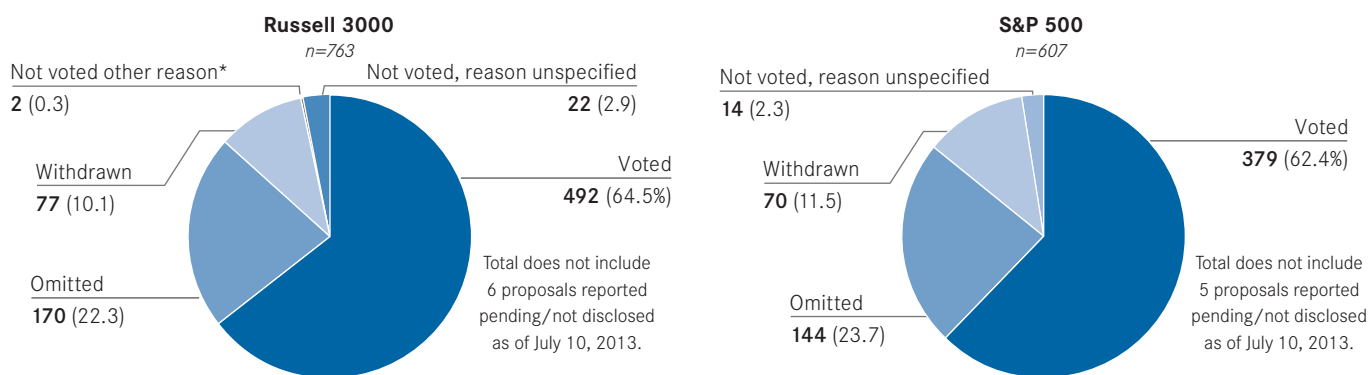 Russell 3000
n=763
Not voted other reason*
2 (0.3)
Not voted, reason unspecified
22 (2.9)
Withdrawn
77 (10.1)
Voted
492 (64.5%)
Omitted
170 (22.3)
Total does not include
6 proposals reported
pending/not disclosed
as of July 10, 2013.
S&P 500
n=607
Not voted, reason unspecified
14 (2.3)
Voted
379 (62.4%)
Withdrawn
70 (11.5)
Omitted
144 (23.7)
Total does not include
5 proposals reported
pending/not disclosed
as of July 10, 2013.